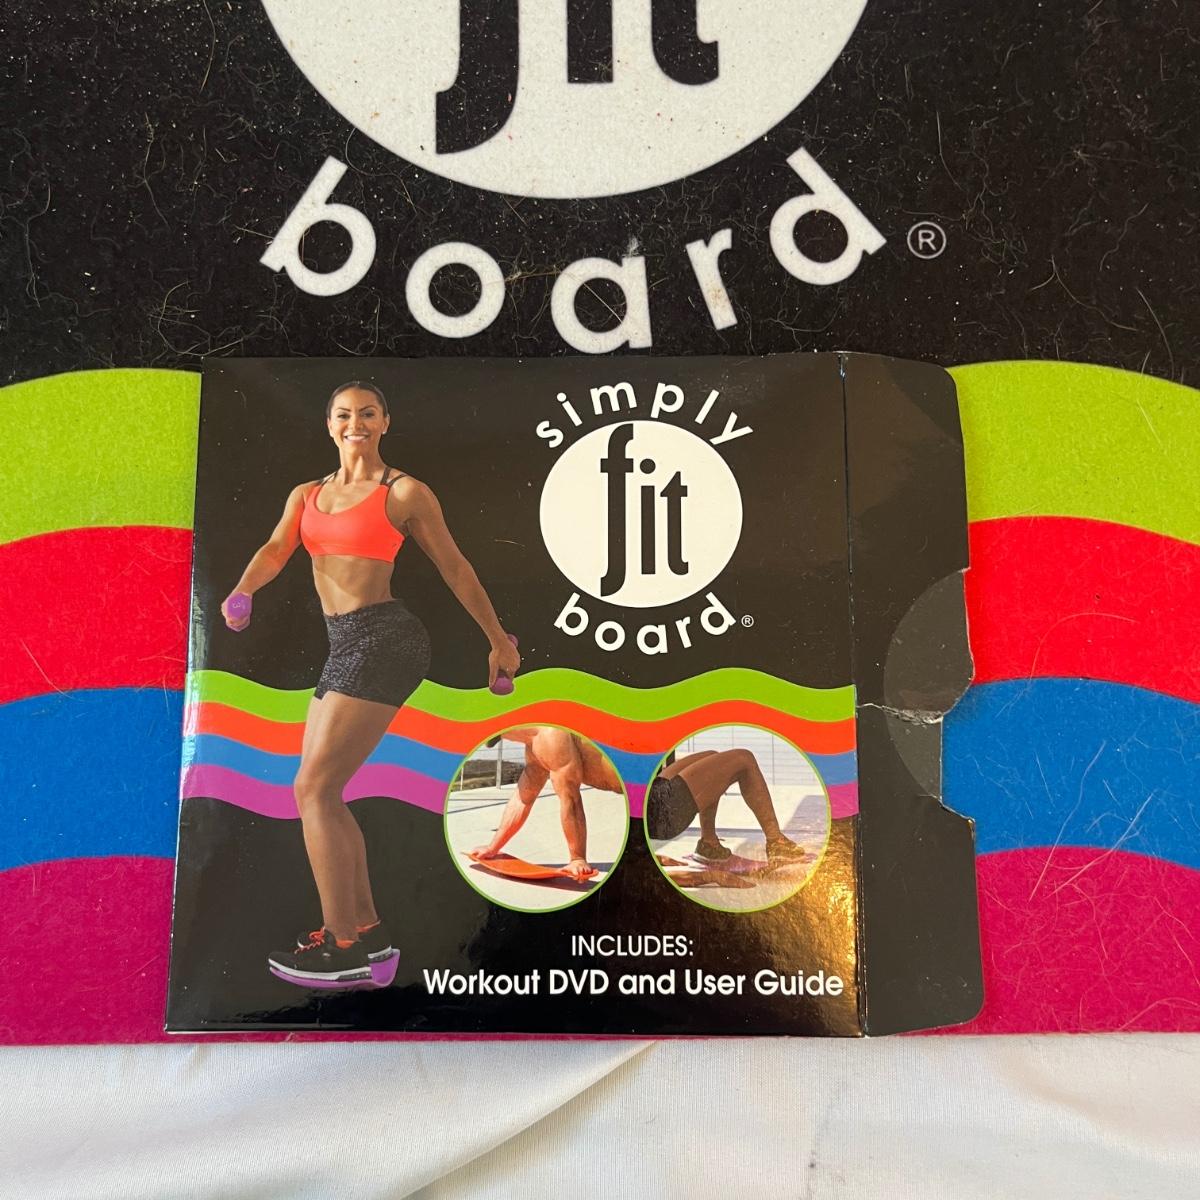 fit
board®
simply
fit
board®
INCLUDES:
Workout DVD and User Guide